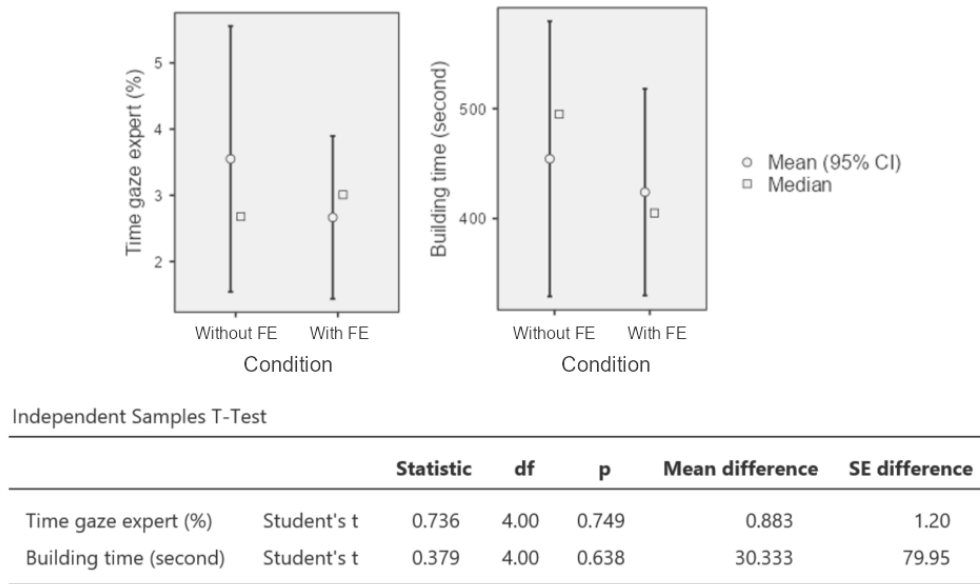 Time gaze expert (%)
5
4
3
2
Without FE With FE
Condition
Building time (second)
500
400
Without FE With FE
Condition
Mean (95% CI)
Median
Independent Samples T-Test
Statistic df p Mean difference SE difference
Time gaze expert (%) Student's t 0.736 4.00 0.749 0.883 1.20
Building time (second) Student's t 0.379 4.00 0.638 30.333 79.95